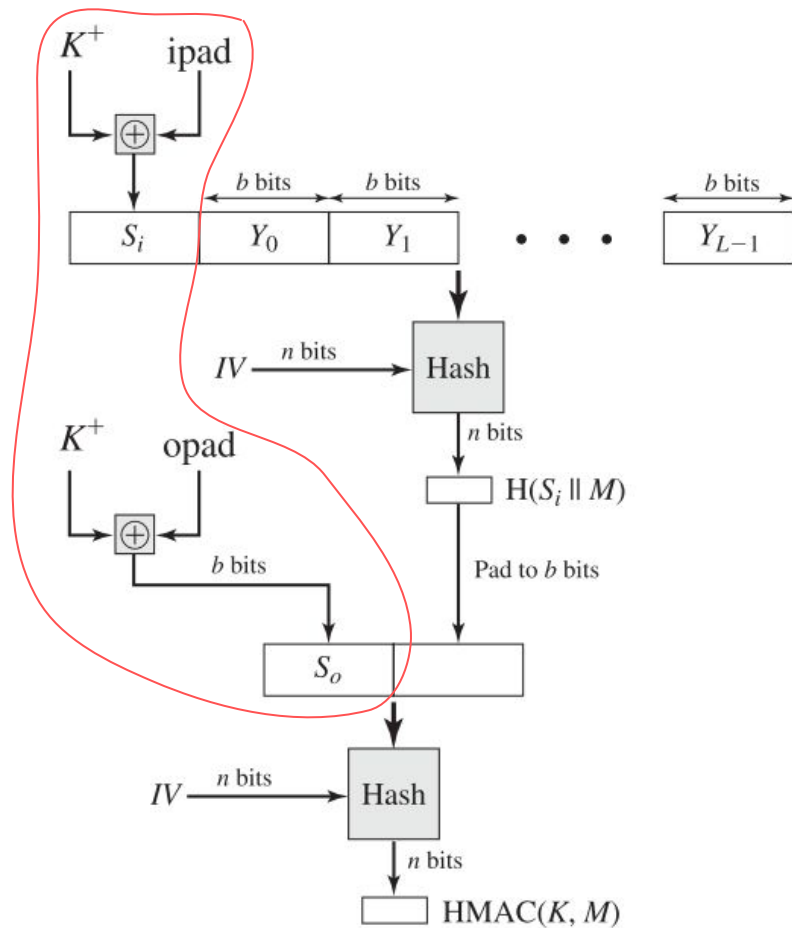 K⁺ ipad
⊕
b bits b bits b bits
Sᵢ Y₀ Y₁ • • • Y_{L−1}
IV n bits Hash
n bits
K⁺ opad
H(Sᵢ || M)
⊕
b bits
Pad to b bits
Sₒ
IV n bits Hash
n bits
HMAC(K, M)